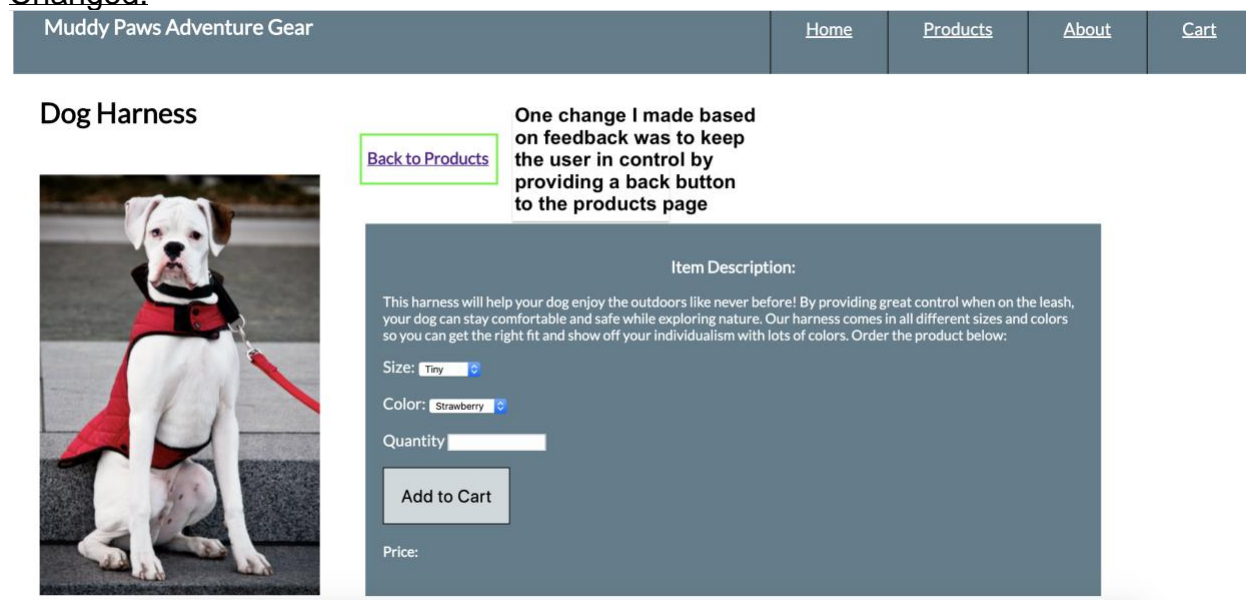 Changed:
Muddy Paws Adventure Gear
Home
Products
About
Cart
Dog Harness
Back to Products
One change I made based
on feedback was to keep
the user in control by
providing a back button
to the products page
Item Description:
This harness will help your dog enjoy the outdoors like never before! By providing great control when on the leash,
your dog can stay comfortable and safe while exploring nature. Our harness comes in all different sizes and colors
so you can get the right fit and show off your individualism with lots of colors. Order the product below:
Size: Tiny
Color: Strawberry
Quantity
Add to Cart
Price: